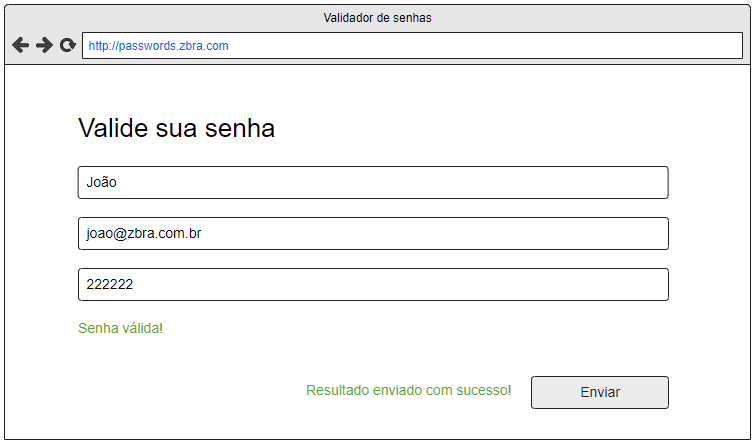 Validador de senhas
http://passwords.zbra.com
Valide sua senha
João
joao@zbra.com.br
222222
Senha válida!
Resultado enviado com sucesso!
Enviar